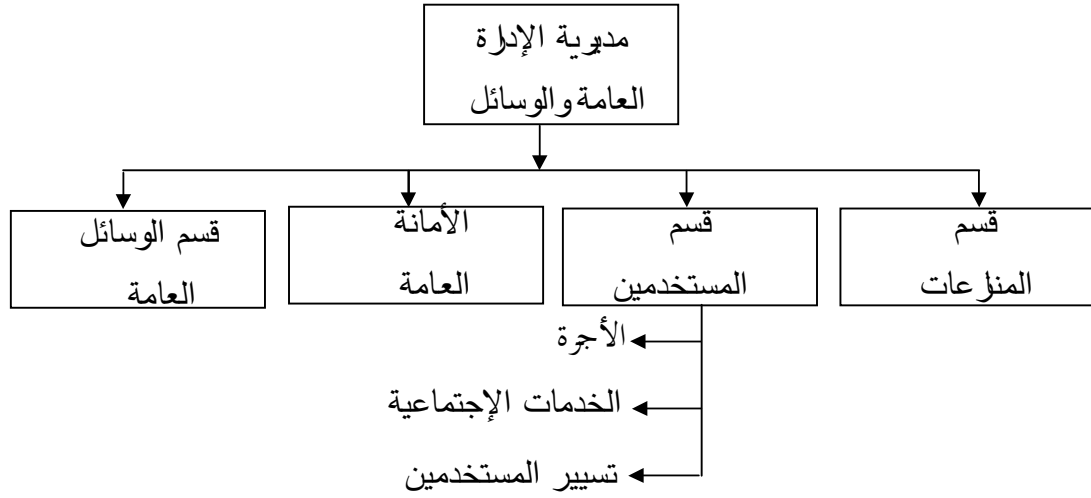 مديرية الإدارة
العامة والوسائل
قسم
المنازعات
قسم
المستخدمين
الأمانة
العامة
قسم الوسائل
العامة
الأجرة
الخدمات الإجتماعية
تسيير المستخدمين